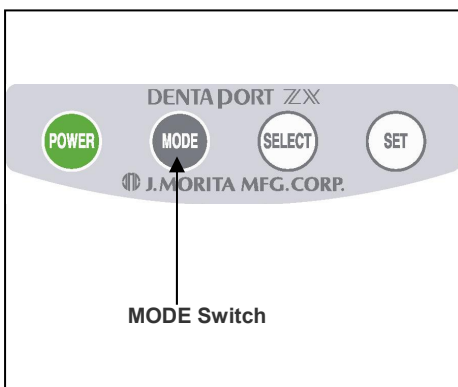 DENTAPORT ZX
POWER MODE SELECT SET
J.MORITA MFG.CORP.
MODE Switch